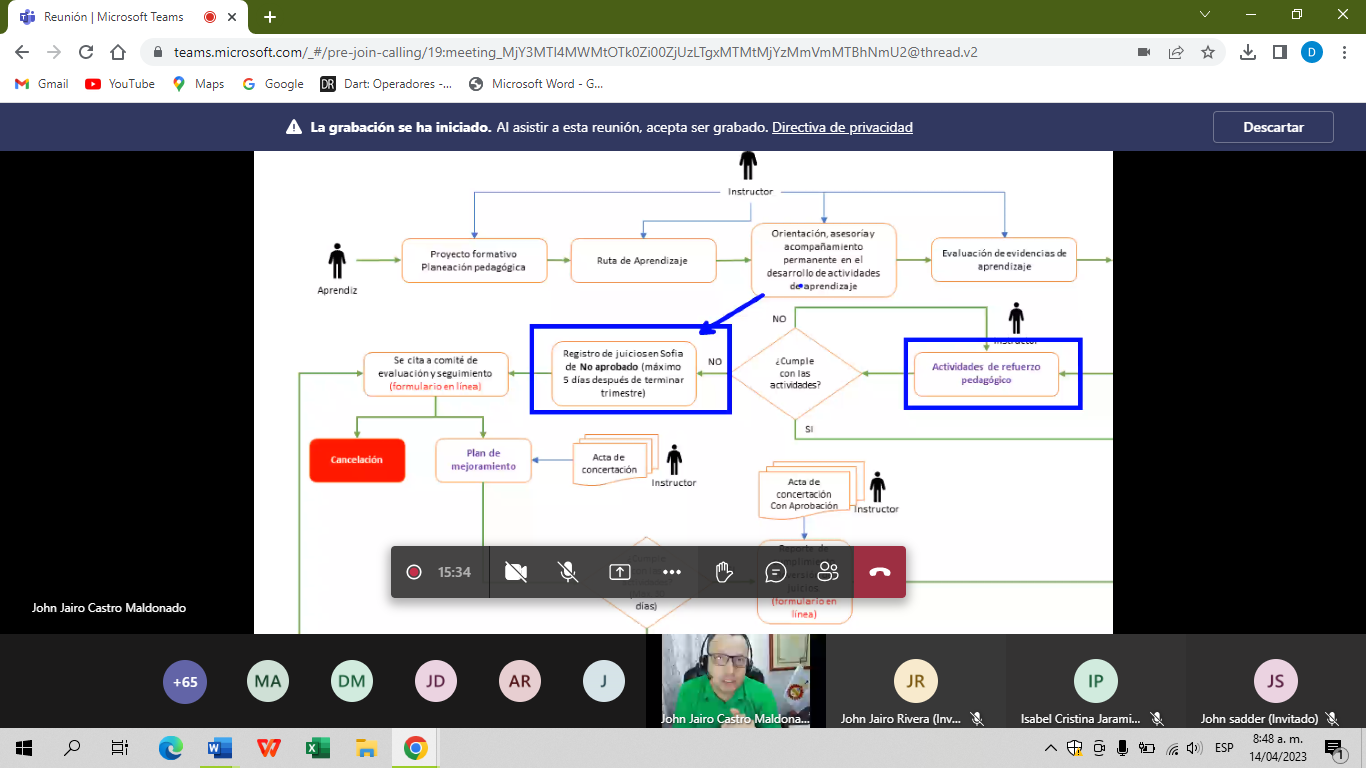 Reunión | Microsoft Teams
teams.microsoft.com/_#/pre-join-calling/19:meeting_MjY3MTI4MWMtOTk0Zi00ZjUzLTgxMTMtMjYzMmVmMTBhNmU2@thread.v2
D
Gmail
YouTube
Maps
Google
DR Dart: Operadores -...
Microsoft Word - G...
La grabación se ha iniciado. Al asistir a esta reunión, acepta ser grabado. Directiva de privacidad
Descartar
Instructor
Aprendiz
Proyecto formativo
Planeación pedagógica
Ruta de Aprendizaje
Orientación, asesoria y
acompañamiento
permanente en el
desarrollo de actividades
de aprendizaje
Evaluación de evidencias de
aprendizaje
Se cita a comité de
evaluación y seguimiento
(formulario en línea)
Registro de juicios en Sofia
de No aprobado (máximo
5 días después de terminar
trimestre)
NO
NO
¿Cumple
con las
actividades?
SI
Instructor
Actividades de refuerzo
pedagógico
Cancelación
Plan de
mejoramiento
Acta de
concertación
Instructor
Acta de
concertación
Con Aprobación
Instructor
Reporte de
juicios
(formulario en
línea)
días)
15:34
John Jairo Castro Maldonado
+65
MA
DM
JD
AR
J
John Jairo Castro Maldona...
JR
John Jairo Rivera (Inv...
IP
Isabel Cristina Jarami...
JS
John sadder (Invitado)
ESP
8:48 a. m.
14/04/2023
1